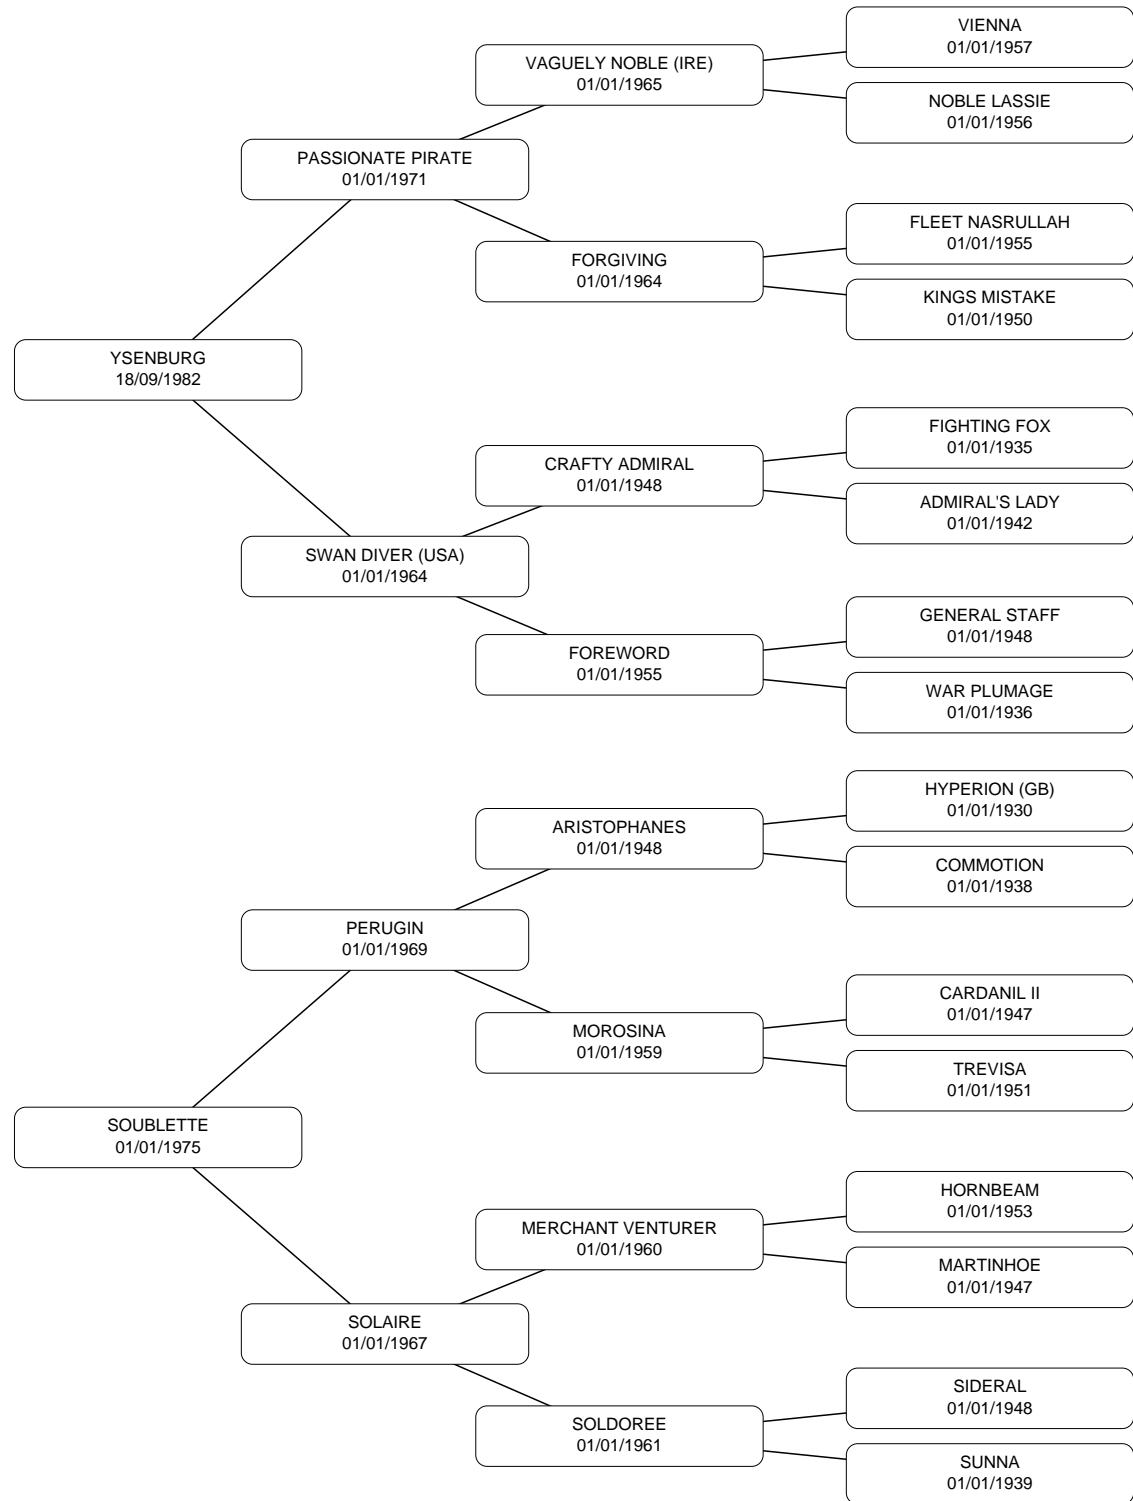 VIENNA
01/01/1957
VAGUELY NOBLE (IRE)
01/01/1965
NOBLE LASSIE
01/01/1956
PASSIONATE PIRATE
01/01/1971
FLEET NASRULLAH
01/01/1955
FORGIVING
01/01/1964
KINGS MISTAKE
01/01/1950
YSENBURG
18/09/1982
FIGHTING FOX
01/01/1935
CRAFTY ADMIRAL
01/01/1948
ADMIRAL'S LADY
01/01/1942
SWAN DIVER (USA)
01/01/1964
GENERAL STAFF
01/01/1948
FOREWORD
01/01/1955
WAR PLUMAGE
01/01/1936
HYPERION (GB)
01/01/1930
ARISTOPHANES
01/01/1948
COMMOTION
01/01/1938
PERUGIN
01/01/1969
CARDANIL II
01/01/1947
MOROSINA
01/01/1959
TREVISA
01/01/1951
SOUBLETTE
01/01/1975
HORNBEAM
01/01/1953
MERCHANT VENTURER
01/01/1960
MARTINHOE
01/01/1947
SOLAIRE
01/01/1967
SIDERAL
01/01/1948
SOLDOREE
01/01/1961
SUNNA
01/01/1939